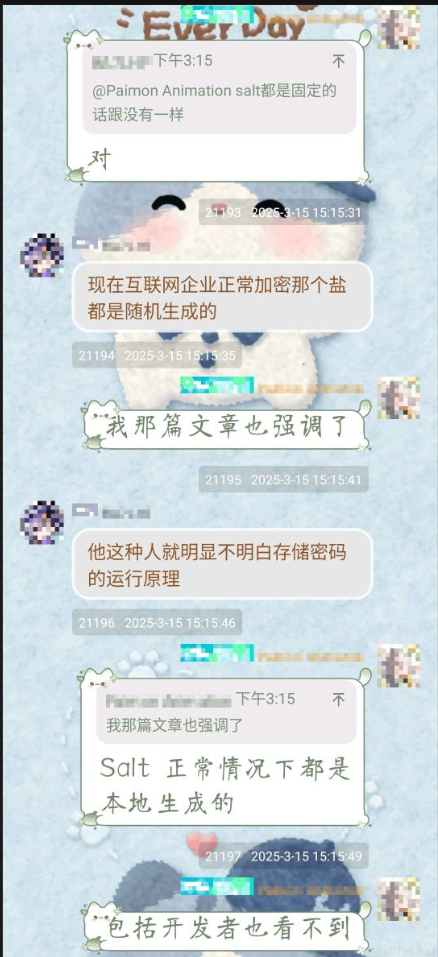 EverDay
下午3:15
@Paimon Animation salt都是固定的
话跟没有一样
对
21193 2025-3-15 15:15:31
现在互联网企业正常加密那个盐
都是随机生成的
21194 2025-3-15 15:15:35
我那篇文章也强调了
21195 2025-3-15 15:15:41
他这种人就明显不明白存储密码
的运行原理
21196 2025-3-15 15:15:46
下午3:15
我那篇文章也强调了
Salt 正常情况下都是
本地生成的
21197 2025-3-15 15:15:49
包括开发者也看不到